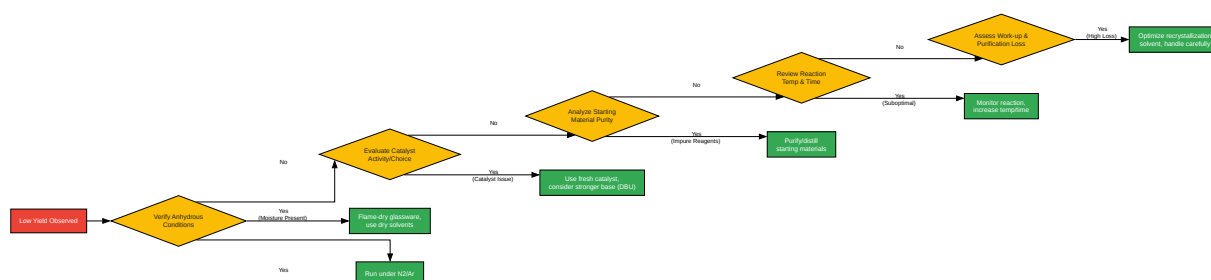 Low Yield Observed
Verify Anhydrous
Conditions
No
Yes
(Moisture Present)
Flame-dry glassware,
use dry solvents
Yes
Run under N2/Ar
Evaluate Catalyst
Activity/Choice
No
Yes
(Catalyst Issue)
Use fresh catalyst,
consider stronger base (DBU)
Analyze Starting
Material Purity
No
Yes
(Impure Reagents)
Purify/distill
starting materials
Review Reaction
Temp & Time
No
Yes
(Suboptimal)
Monitor reaction,
increase temp/time
Assess Work-up &
Purification Loss
Yes
(High Loss)
Optimize recrystallization
solvent, handle carefully